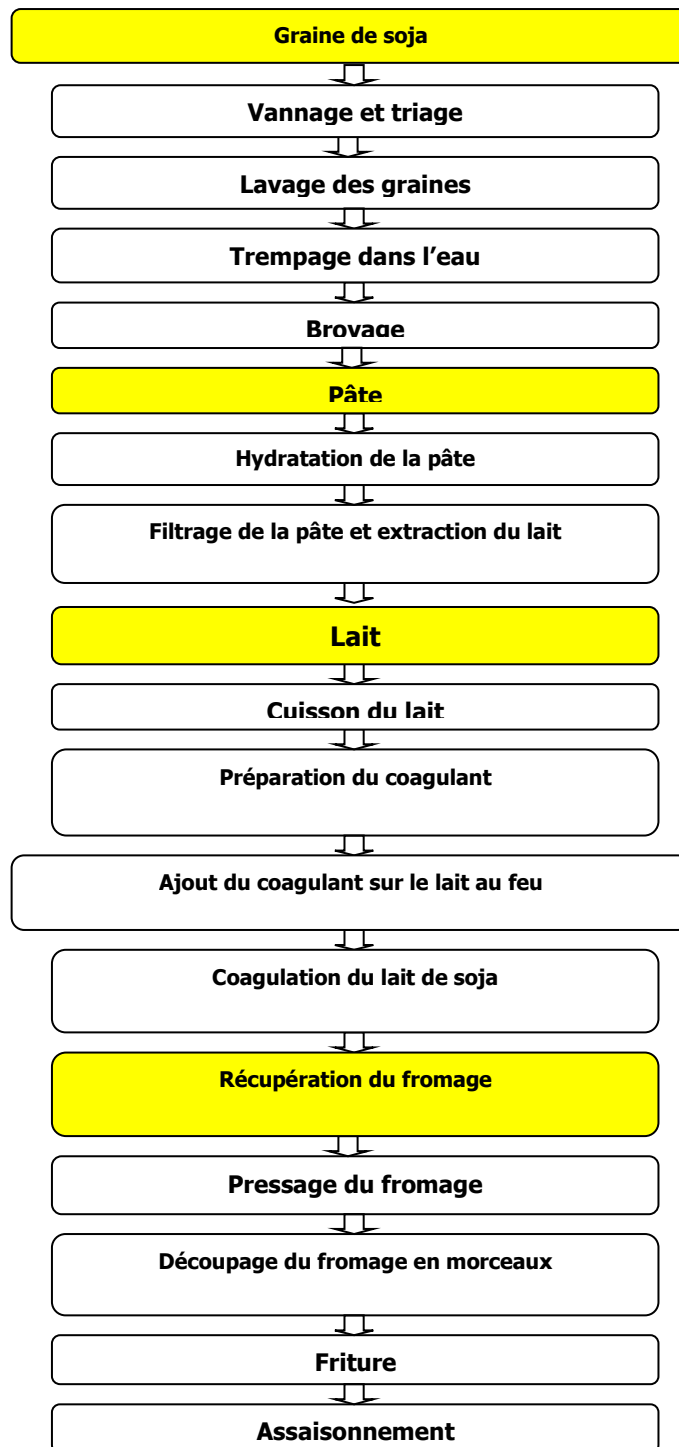 Graine de soja
Vannage et triage
Lavage des graines
Trempage dans l’eau
Broyage
Pâte
Hydratation de la pâte
Filtrage de la pâte et extraction du lait
Lait
Cuisson du lait
Préparation du coagulant
Ajout du coagulant sur le lait au feu
Coagulation du lait de soja
Récupération du fromage
Pressage du fromage
Découpage du fromage en morceaux
Friture
Assaisonnement